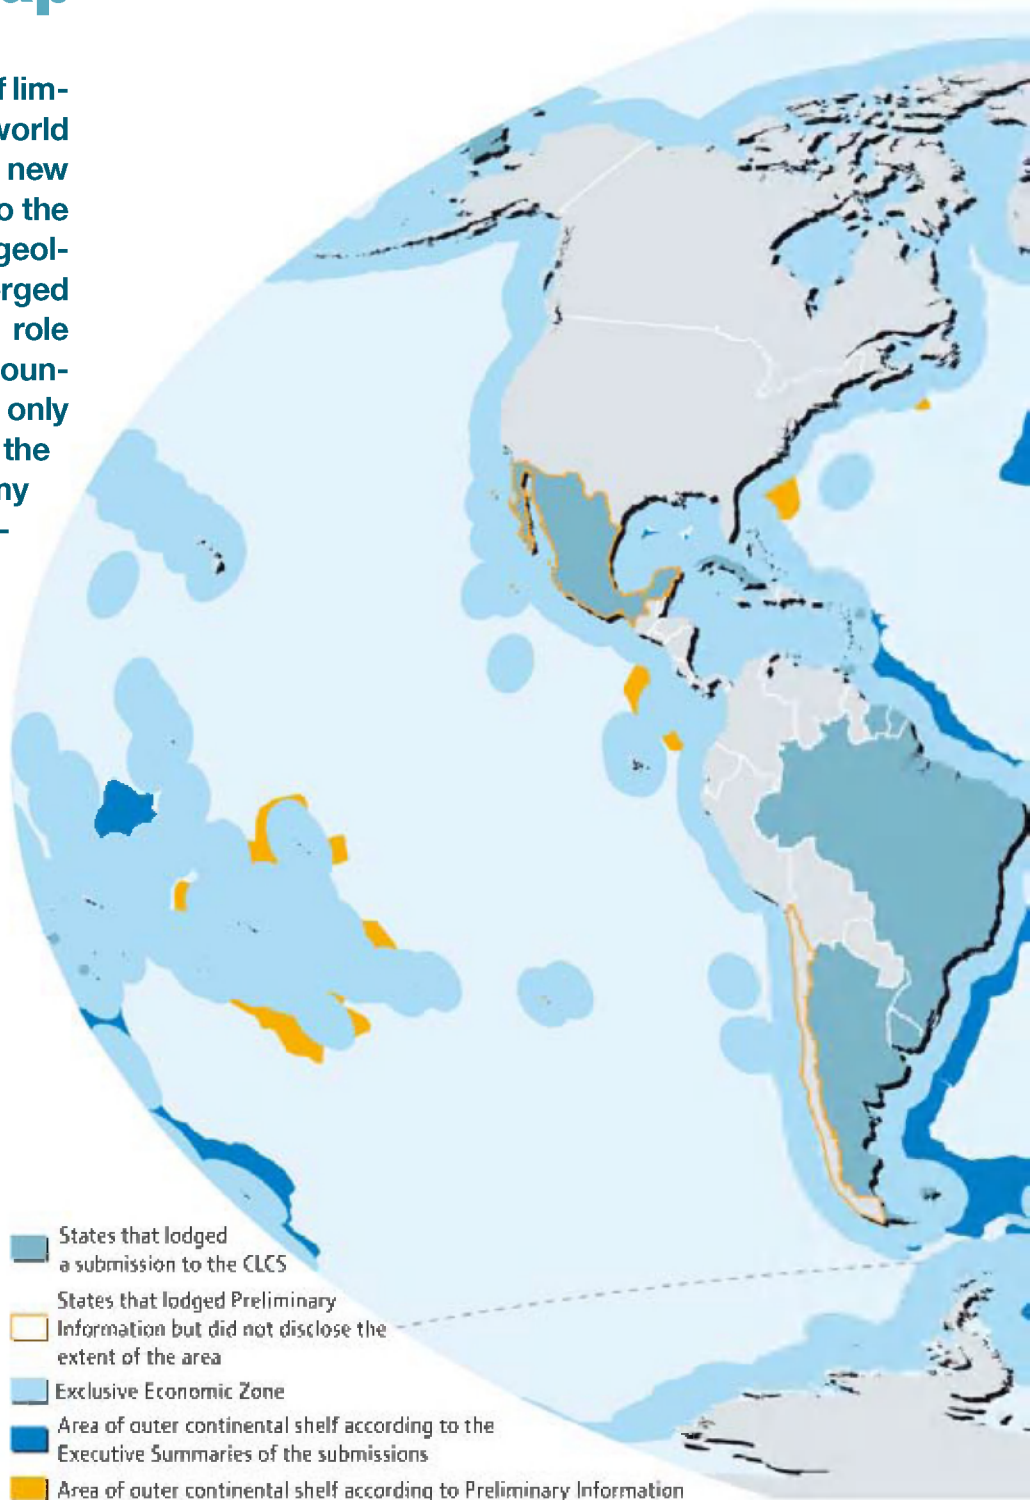 f lim-
world
new
o the
geol-
erged
role
oun-
only
the
ny
-
States that lodged
a submission to the CLCS
States that lodged Preliminary
Information but did not disclose the
extent of the area
Exclusive Economic Zone
Area of outer continental shelf according to the
Executive Summaries of the submissions
Area of outer continental shelf according to Preliminary Information